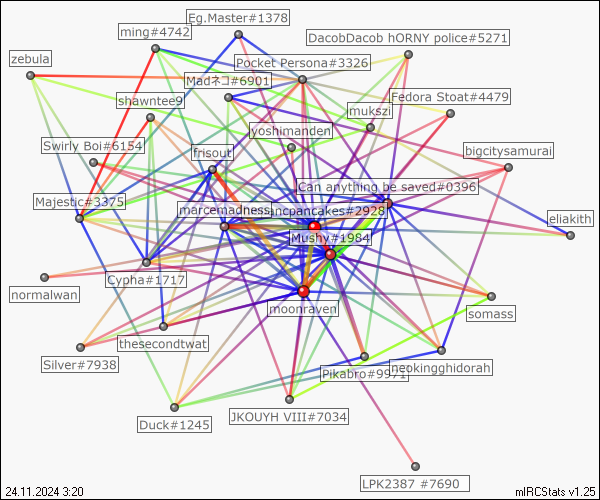 Eg.Master#1378
ming#4742
DacobDacob hORNY police#5271
zebula
Pocket Persona#3326
Madネコ#6901
Fedora Stoat#4479
shawntee9
mukszi
yoshimanden
Swirly Boi#6154
frisout
bigcitysamurai
Can anything be saved#0396
Majestic#3375
marcemadness
ncpancakes#2928
eliakith
Mushy#1984
Cypha#1717
normalwan
moonraven
somass
thesecondtwat
Silver#7938
Pikabro#9971
neokingghidorah
JKOUYH VIII#7034
Duck#1245
LPK2387 #7690
24.11.2024 3:20
mIRCStats v1.25